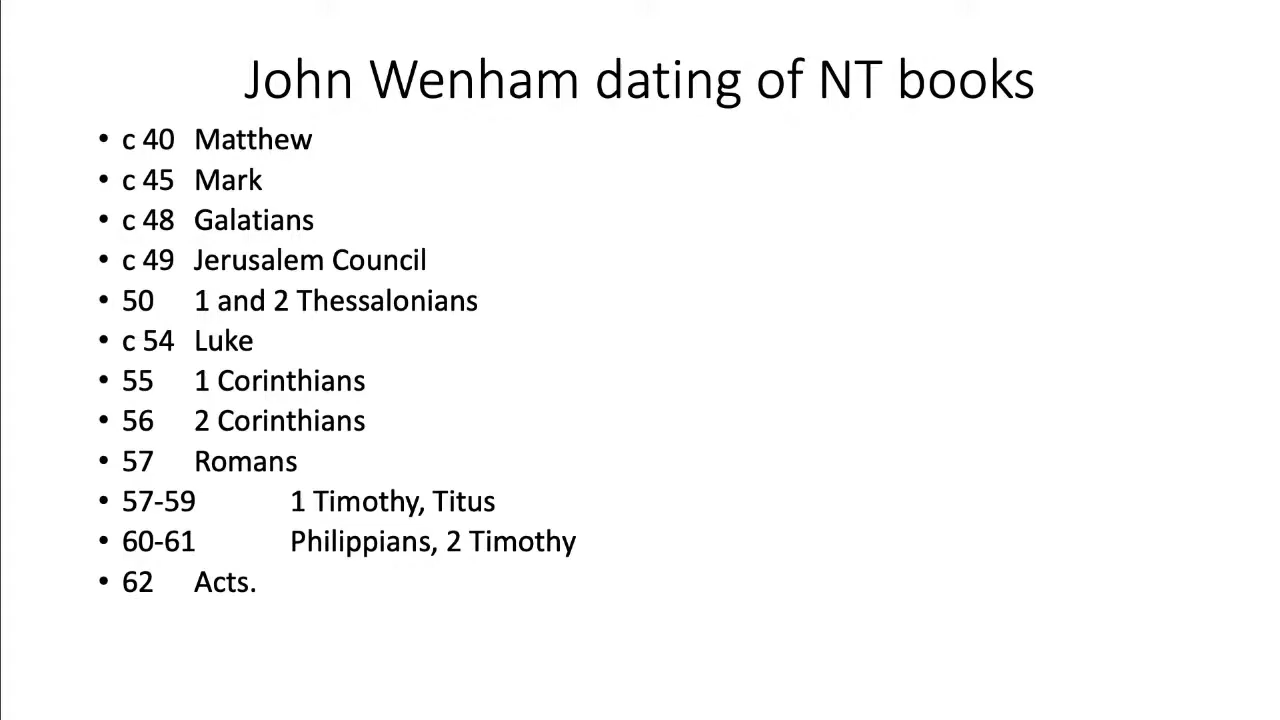 John Wenham dating of NT books
• c 40 Matthew
• c 45 Mark
• c 48 Galatians
• c 49 Jerusalem Council
• 50 1 and 2 Thessalonians
• c 54 Luke
• 55 1 Corinthians
• 56 2 Corinthians
• 57 Romans
• 57-59 1 Timothy, Titus
• 60-61 Philippians, 2 Timothy
• 62 Acts.